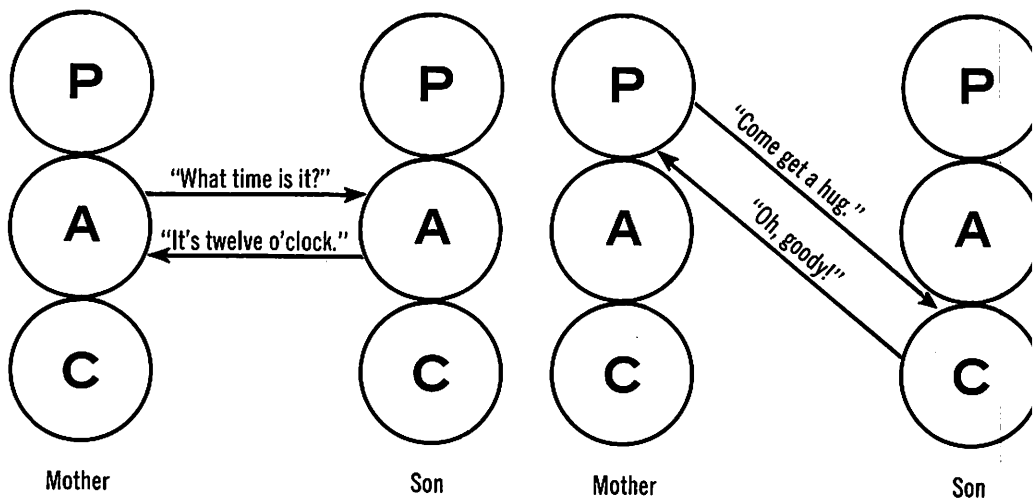 P P P P
"What time is it?"
"Come get a hug."
A A A A
"It's twelve o'clock."
"Oh, goody!"
C C C C
Mother Son Mother Son